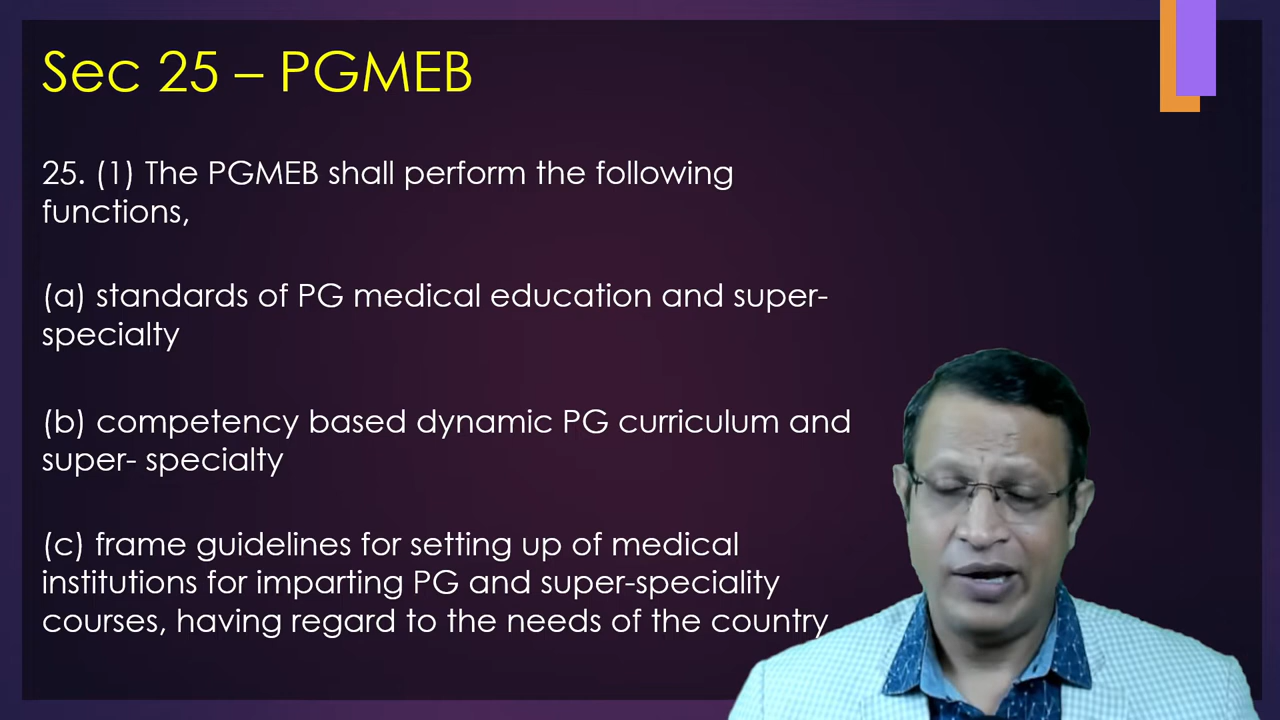 Sec 25 – PGMEB
25. (1) The PGMEB shall perform the following
functions,
(a) standards of PG medical education and super-
specialty
(b) competency based dynamic PG curriculum and
super- specialty
(c) frame guidelines for setting up of medical
institutions for imparting PG and super-speciality
courses, having regard to the needs of the country